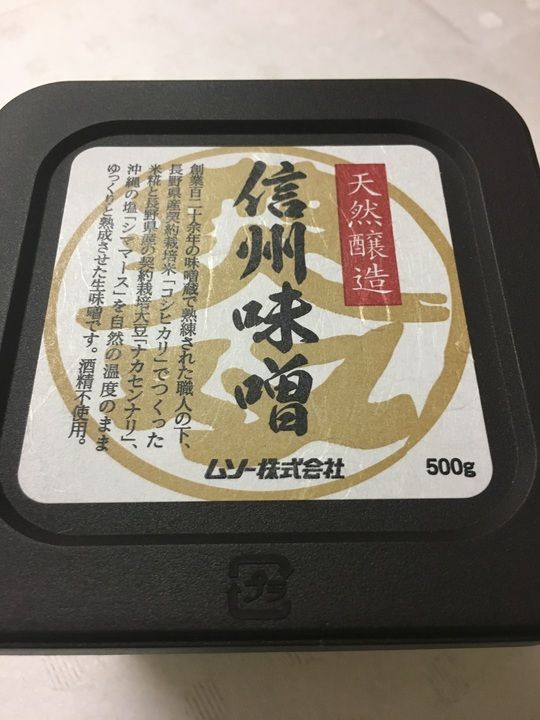 天然醸造
信州味噌
創業百二十余年の味噌蔵で熟練された職人の下、
長野県産契約栽培米「コシヒカリ」でつくった
米糀と長野県産の契約栽培大豆「ナカセンナリ」、
沖縄の塩「シママース」を自然の温度のまま
ゆっくりと熟成させた生味噌です。酒精不使用。
ムソー株式会社
500g
プラ